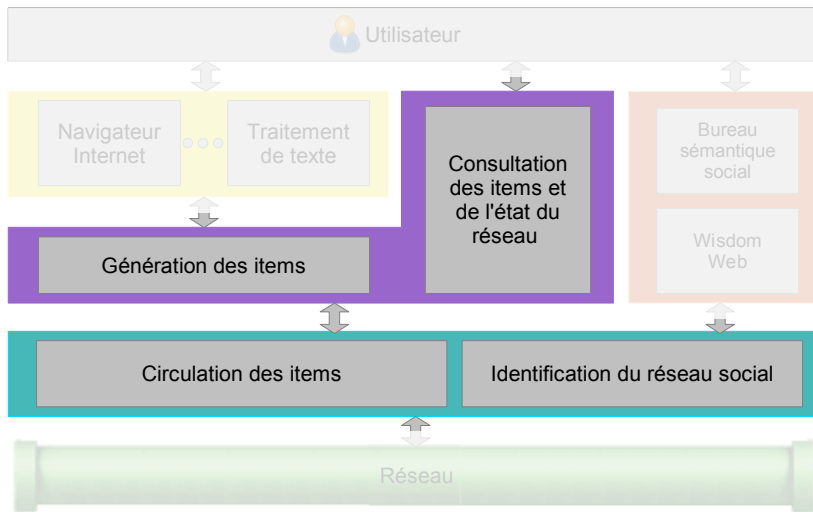 Utilisateur
Navigateur
Internet
Traitement
de texte
Consultation
des items et
de l'état du
réseau
Bureau
sémantique
social
Wisdom
Web
Génération des items
Circulation des items
Identification du réseau social
Réseau